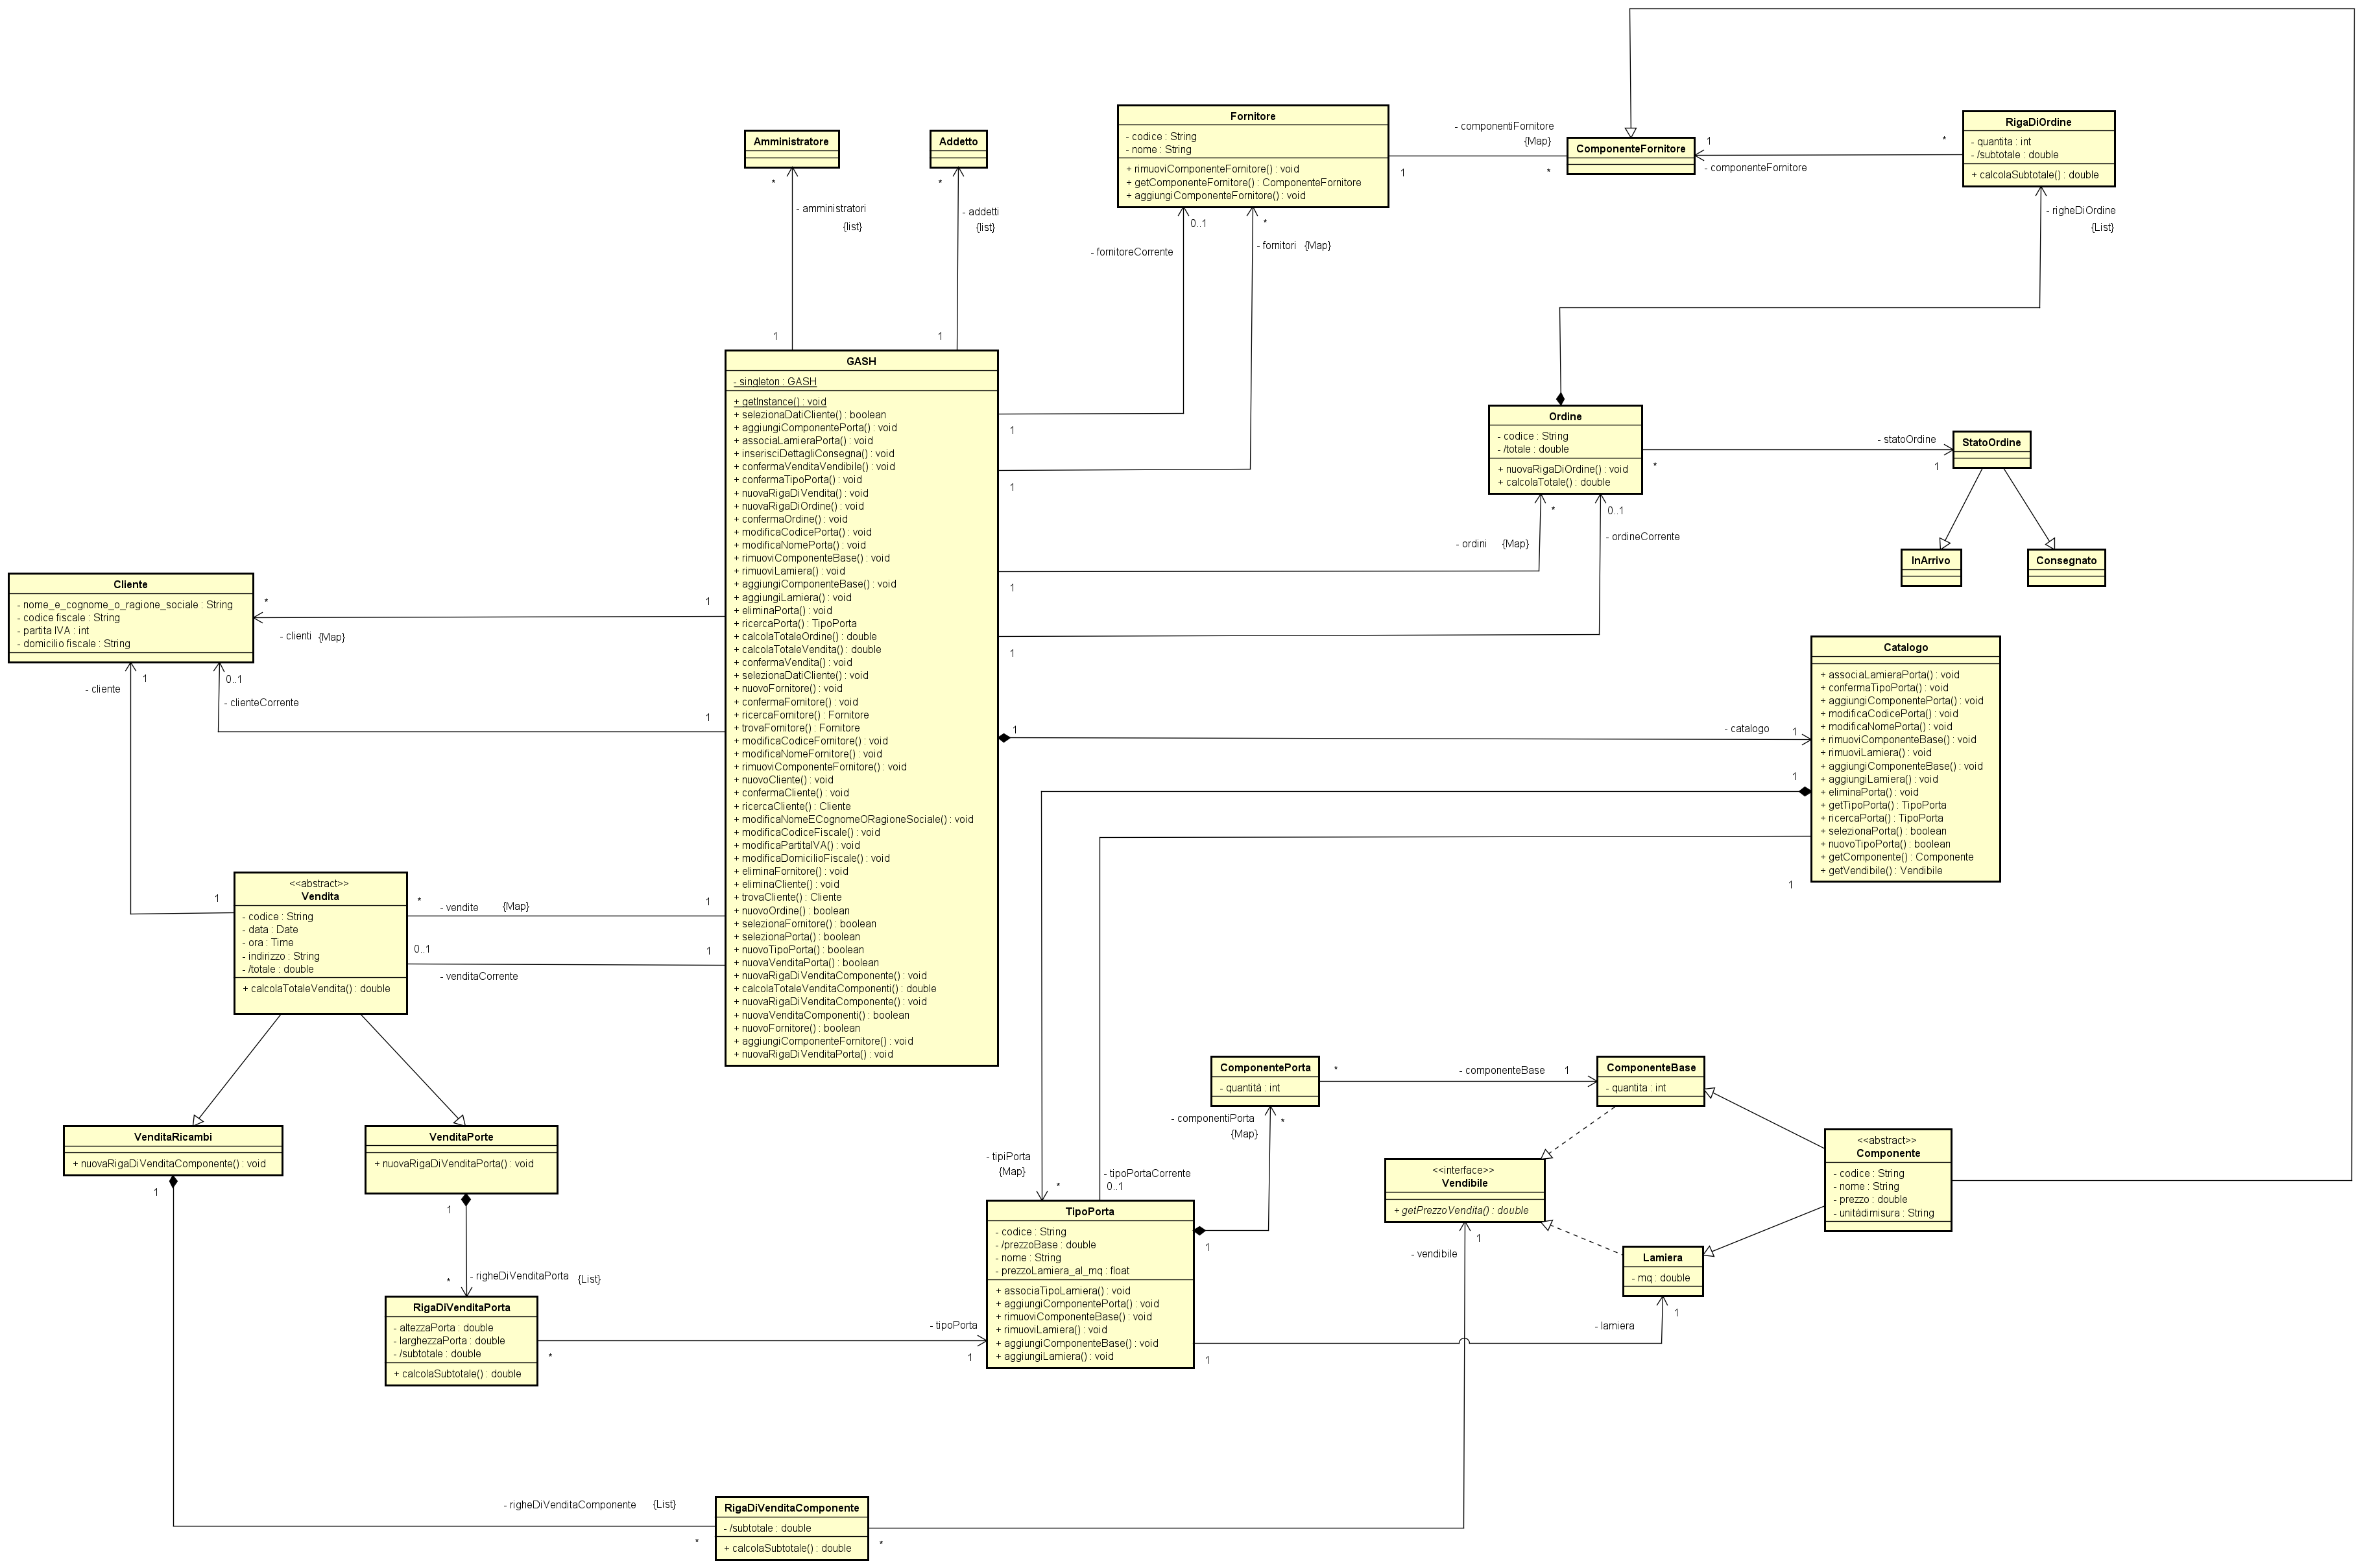 Amministratore
Addetto
- amministratori
{list}
- addetti
{list}
*
*
1
1
Fornitore
- codice : String
- nome : String
+ rimuoviComponenteFornitore() : void
+ getComponenteFornitore() : ComponenteFornitore
+ aggiungiComponenteFornitore() : void
- componentiFornitore
{Map}
1
*
ComponenteFornitore
1
*
- componenteFornitore
RigaDiOrdine
- quantita : int
- /subtotale : double
+ calcolaSubtotale() : double
- righeDiOrdine
{List}
0..1
*
- fornitoreCorrente
- fornitori {Map}
GASH
- singleton : GASH
+ getInstance() : void
+ selezionaDatiCliente() : boolean
+ aggiungiComponentePorta() : void
+ associaLamieraPorta() : void
+ inserisciDettagliConsegna() : void
+ confermaVenditaVendibile() : void
+ confermaTipoPorta() : void
+ nuovaRigaDiVendita() : void
+ nuovaRigaDiOrdine() : void
+ confermaOrdine() : void
+ modificaCodicePorta() : void
+ modificaNomePorta() : void
+ rimuoviComponenteBase() : void
+ rimuoviLamiera() : void
+ aggiungiComponenteBase() : void
+ aggiungiLamiera() : void
+ eliminaPorta() : void
+ ricercaPorta() : TipoPorta
+ calcolaTotaleOrdine() : double
+ calcolaTotaleVendita() : double
+ confermaVendita() : void
+ selezionaDatiCliente() : void
+ nuovoFornitore() : void
+ confermaFornitore() : void
+ ricercaFornitore() : Fornitore
+ trovaFornitore() : Fornitore
+ modificaCodiceFornitore() : void
+ modificaNomeFornitore() : void
+ rimuoviComponenteFornitore() : void
+ nuovoCliente() : void
+ confermaCliente() : void
+ ricercaCliente() : Cliente
+ modificaNomeECognomeORagioneSociale() : void
+ modificaCodiceFiscale() : void
+ modificaPartitaIVA() : void
+ modificaDomicilioFiscale() : void
+ eliminaFornitore() : void
+ eliminaCliente() : void
+ trovaCliente() : Cliente
+ nuovoOrdine() : boolean
+ selezionaFornitore() : boolean
+ selezionaPorta() : boolean
+ nuovoTipoPorta() : boolean
+ nuovaVenditaPorta() : boolean
+ nuovaRigaDiVenditaComponente() : void
+ calcolaTotaleVenditaComponenti() : double
+ nuovaRigaDiVenditaComponente() : void
+ nuovaVenditaComponenti() : boolean
+ nuovoFornitore() : boolean
+ aggiungiComponenteFornitore() : void
+ nuovaRigaDiVenditaPorta() : void
1
1
1
1
Ordine
- codice : String
- /totale : double
+ nuovaRigaDiOrdine() : void
+ calcolaTotale() : double
*
- statoOrdine
1
StatoOrdine
InArrivo
Consegnato
*
0..1
- ordini {Map}
- ordineCorrente
Cliente
- nome_e_cognome_o_ragione_sociale : String
- codice fiscale : String
- partita IVA : int
- domicilio fiscale : String
*
1
- clienti {Map}
1
0..1
- cliente
- clienteCorrente
1
1
- catalogo
1
Catalogo
+ associaLamieraPorta() : void
+ confermaTipoPorta() : void
+ aggiungiComponentePorta() : void
+ modificaCodicePorta() : void
+ modificaNomePorta() : void
+ rimuoviComponenteBase() : void
+ rimuoviLamiera() : void
+ aggiungiComponenteBase() : void
+ aggiungiLamiera() : void
+ eliminaPorta() : void
+ getTipoPorta() : TipoPorta
+ ricercaPorta() : TipoPorta
+ selezionaPorta() : boolean
+ nuovoTipoPorta() : boolean
+ getComponente() : Componente
+ getVendibile() : Vendibile
1
1
<<abstract>>
Vendita
- codice : String
- data : Date
- ora : Time
- indirizzo : String
- /totale : double
+ calcolaTotaleVendita() : double
1
*
- vendite {Map}
1
0..1
- venditaCorrente
1
VenditaRicambi
+ nuovaRigaDiVenditaComponente() : void
1
VenditaPorte
+ nuovaRigaDiVenditaPorta() : void
1
- righeDiVenditaPorta {List}
*
RigaDiVenditaPorta
- altezzaPorta : double
- larghezzaPorta : double
- /subtotale : double
+ calcolaSubtotale() : double
*
- tipoPorta
1
- tipiPorta
{Map}
*
- tipoPortaCorrente
0..1
TipoPorta
- codice : String
- /prezzoBase : double
- nome : String
- prezzoLamiera_al_mq : float
+ associaTipoLamiera() : void
+ aggiungiComponentePorta() : void
+ rimuoviComponenteBase() : void
+ rimuoviLamiera() : void
+ aggiungiComponenteBase() : void
+ aggiungiLamiera() : void
1
1
ComponentePorta
- quantità : int
- componentiPorta
{Map}
*
*
- componenteBase
1
ComponenteBase
- quantita : int
<<interface>>
Vendibile
+ getPrezzoVendita() : double
- vendibile
1
<<abstract>>
Componente
- codice : String
- nome : String
- prezzo : double
- unitàdimisura : String
Lamiera
- mq : double
- lamiera
1
- righeDiVenditaComponente {List}
*
RigaDiVenditaComponente
- /subtotale : double
+ calcolaSubtotale() : double
*